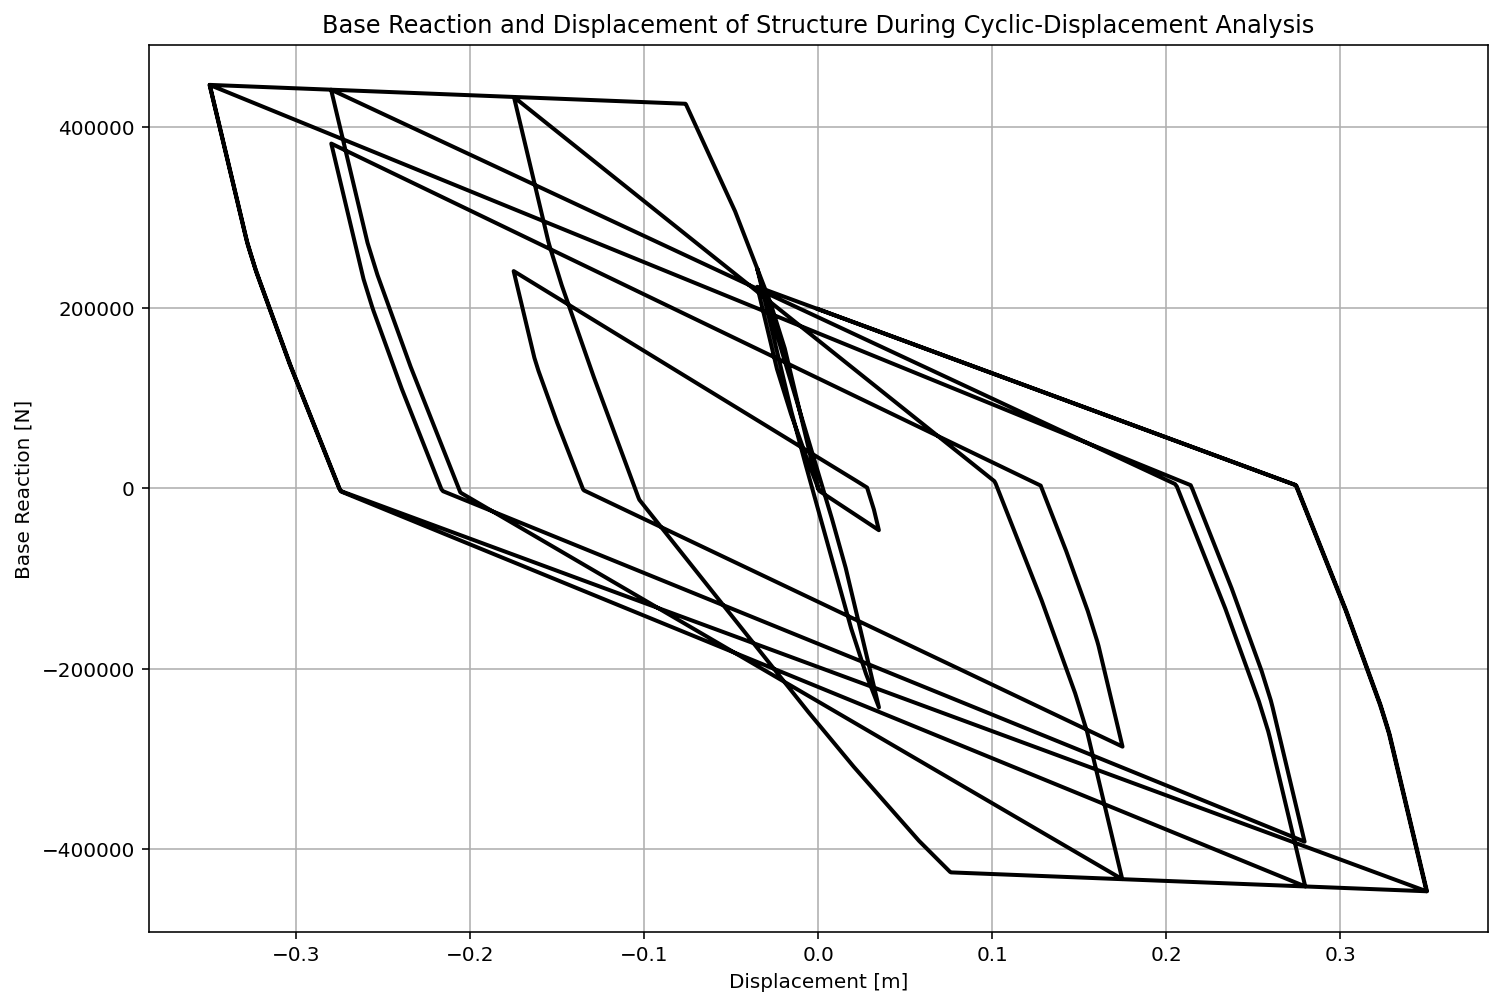 Base Reaction and Displacement of Structure During Cyclic-Displacement Analysis
400000
200000
0
−200000
−400000
Base Reaction [N]
−0.3 −0.2 −0.1 0.0 0.1 0.2 0.3
Displacement [m]